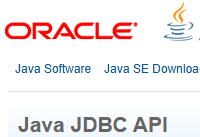 ORACLE
Java Software Java SE Downloa
Java JDBC API